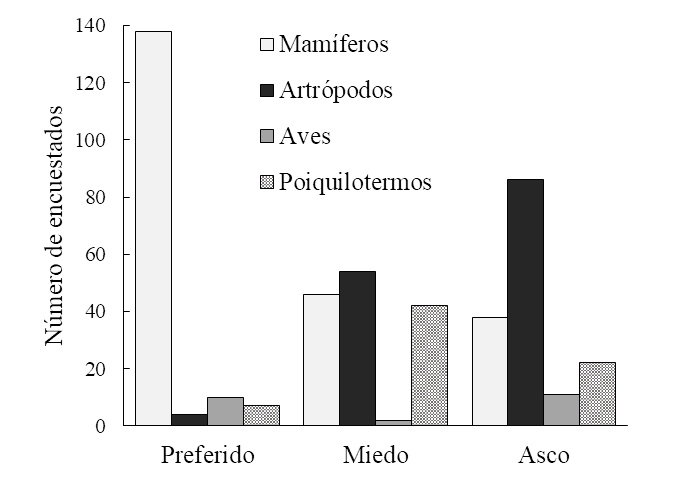 140
120
100
80
60
40
20
0
Número de encuestados
Mamíferos
Artrópodos
Aves
Poiquilotermos
Preferido
Miedo
Asco